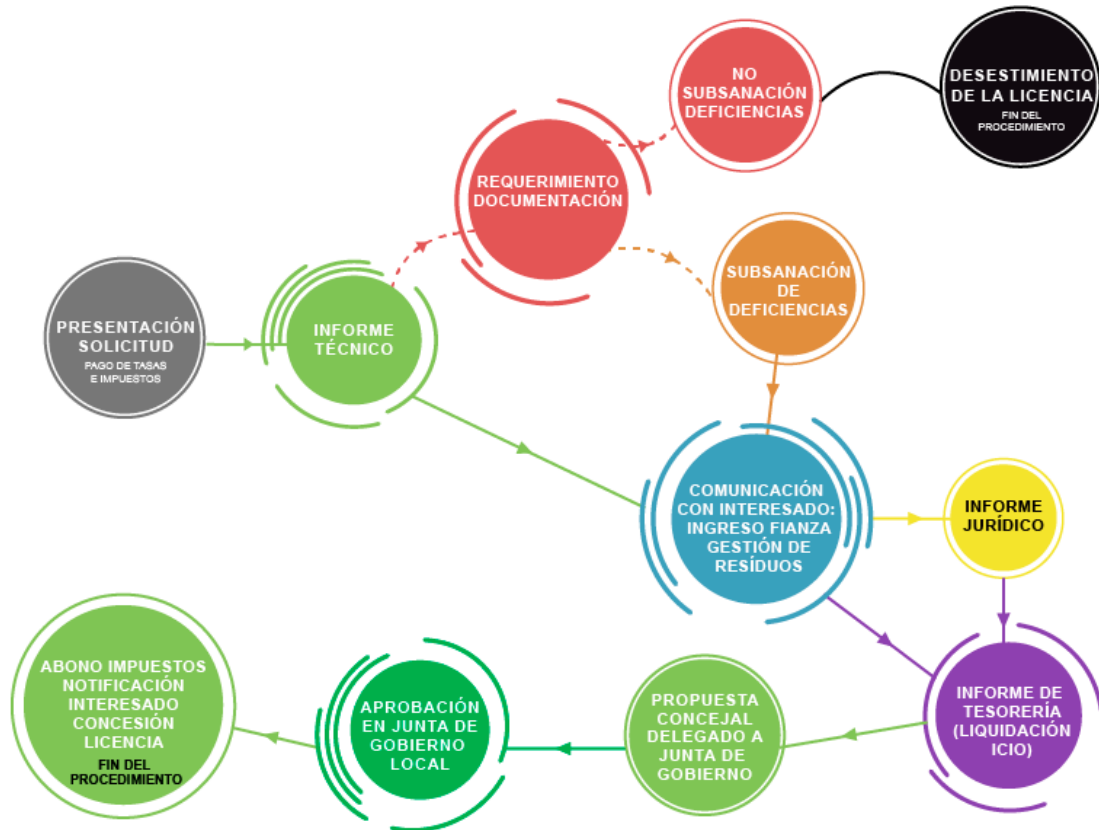 NO
SUBSANACIÓN
DEFICIENCIAS
DESESTIMIENTO
DE LA LICENCIA
FIN DEL
PROCEDIMIENTO
REQUERIMIENTO
DOCUMENTACIÓN
SUBSANACIÓN
DE
DEFICIENCIAS
PRESENTACIÓN
SOLICITUD
PAGO DE TASAS
E IMPUESTOS
INFORME
TÉCNICO
COMUNICACIÓN
CON INTERESADO:
INGRESO FIANZA
GESTIÓN DE
RESÍDUOS
INFORME
JURÍDICO
INFORME DE
TESORERÍA
(LIQUIDACIÓN
ICIO)
PROPUESTA
CONCEJAL
DELEGADO A
JUNTA DE
GOBIERNO
APROBACIÓN
EN JUNTA DE
GOBIERNO
LOCAL
ABONO IMPUESTOS
NOTIFICACIÓN
INTERESADO
CONCESIÓN
LICENCIA
FIN DEL
PROCEDIMIENTO